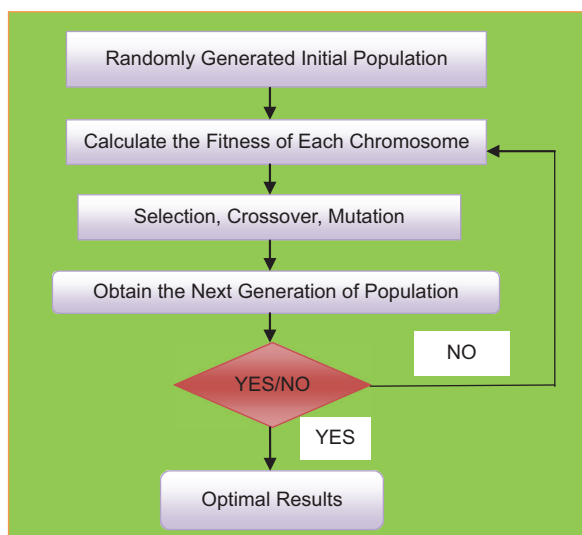 Randomly Generated Initial Population
Calculate the Fitness of Each Chromosome
Selection, Crossover, Mutation
Obtain the Next Generation of Population
NO
YES/NO
YES
Optimal Results